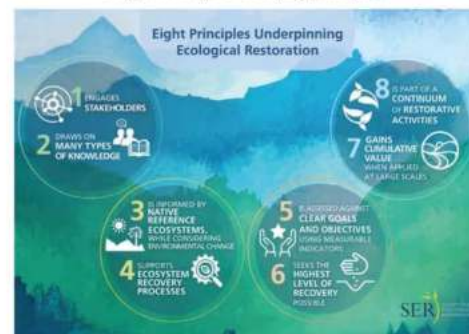 Eight Principles Underpinning
Ecological Restoration
1 ENGAGES
STAKEHOLDERS
2 DRAWS ON
MANY TYPES
OF KNOWLEDGE
3 IS INFORMED BY
NATIVE
REFERENCE
ECOSYSTEMS,
WHILE CONSIDERING
ENVIRONMENTAL CHANGE
4 SUPPORTS
ECOSYSTEM
RECOVERY
PROCESSES
5 IS ASSESSED AGAINST
CLEAR GOALS
AND OBJECTIVES
USING MEASURABLE
INDICATORS
6 SEEKS THE
HIGHEST
LEVEL OF
RECOVERY
POSSIBLE
7 GAINS
CUMULATIVE
VALUE
WHEN APPLIED
AT LARGE SCALES
8 IS PART OF A
CONTINUUM
OF RESTORATIVE
ACTIVITIES
SER